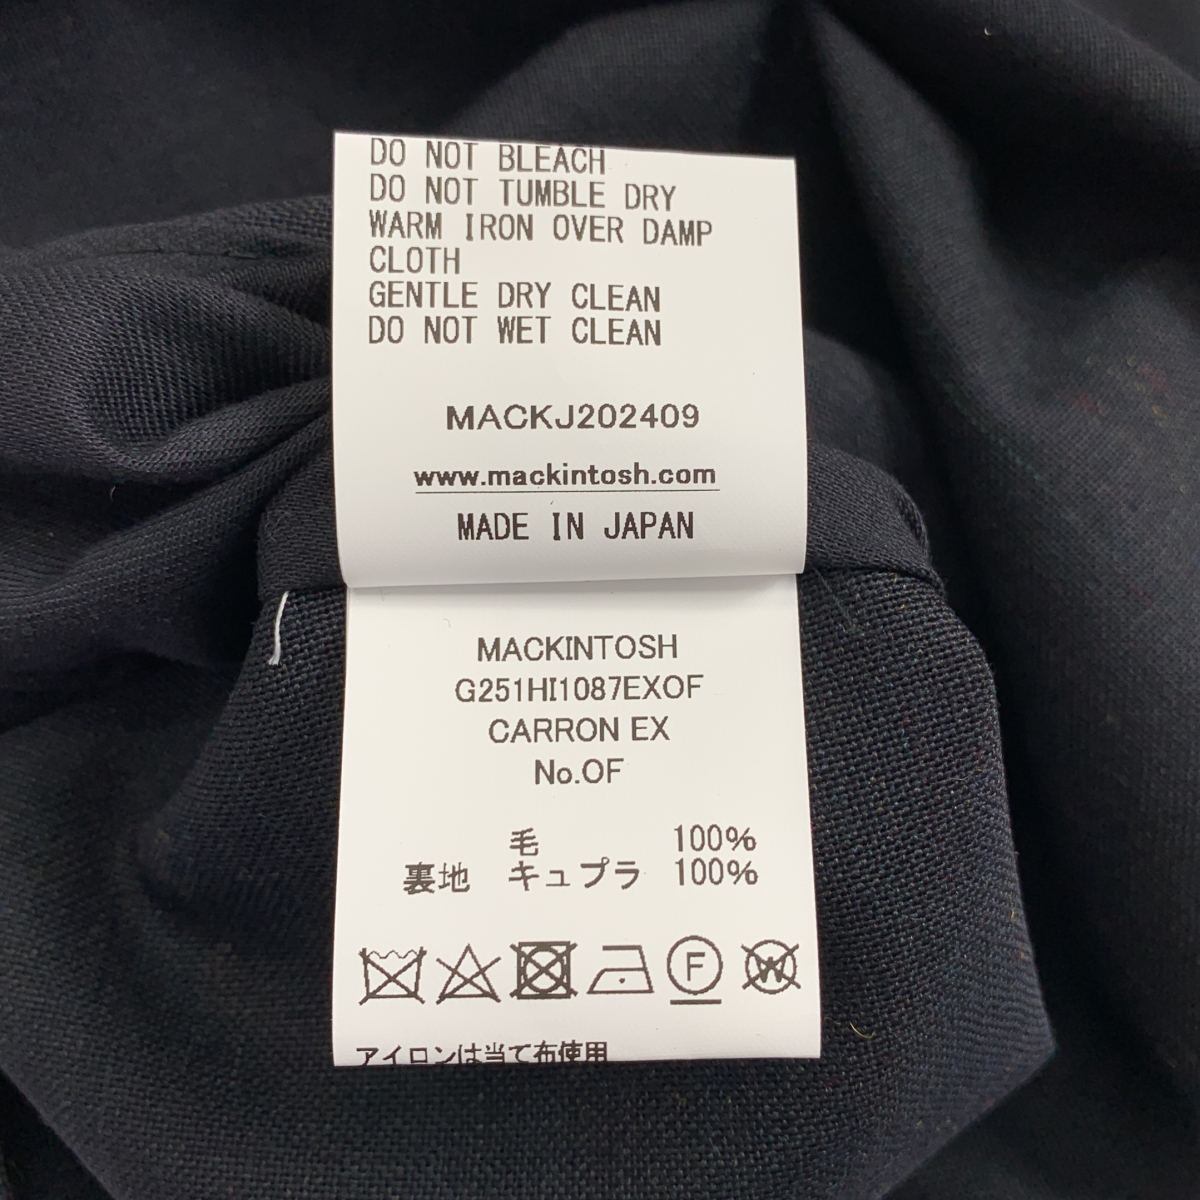 DO NOT BLEACH
DO NOT TUMBLE DRY
WARM IRON OVER DAMP
CLOTH
GENTLE DRY CLEAN
DO NOT WET CLEAN
MACKJ202409
www.mackintosh.com
MADE IN JAPAN
MACKINTOSH
G251HI1087EXOF
CARRON EX
No.OF
毛 100%
裏地 キュプラ 100%
F W
アイロンは当て布使用